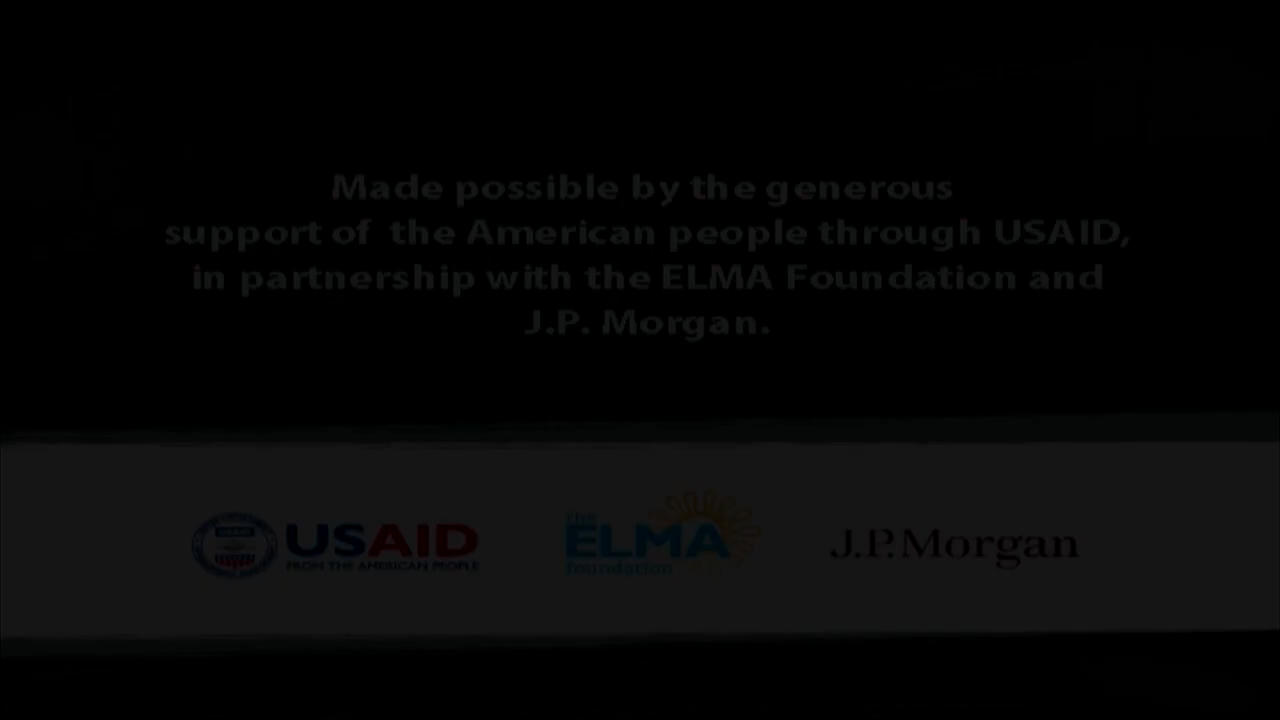 Made possible by the generous
support of the American people through USAID,
in partnership with the ELMA Foundation and
J.P. Morgan.
USAID
USAID
FROM THE AMERICAN PEOPLE
the
ELMA
foundation
J.P.Morgan